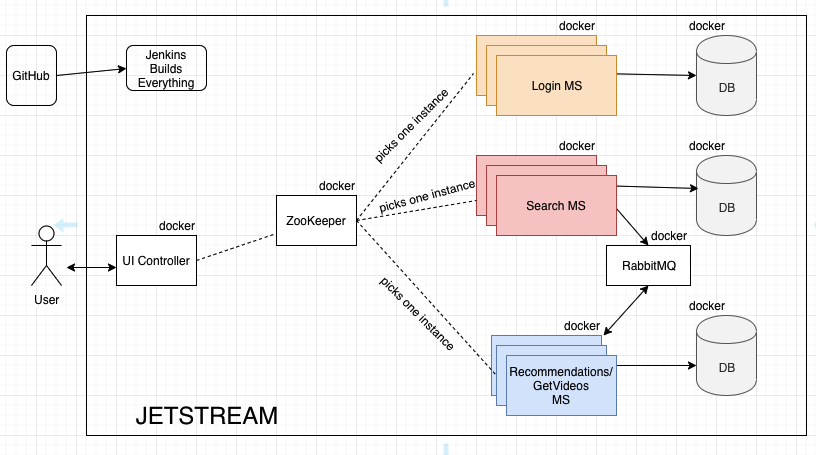 docker
docker
Login MS
DB
GitHub
Jenkins
Builds
Everything
picks one instance
docker
docker
Search MS
DB
picks one instance
docker
ZooKeeper
docker
UI Controller
User
docker
RabbitMQ
picks one instance
docker
docker
Recommendations/
GetVideos
MS
DB
JETSTREAM